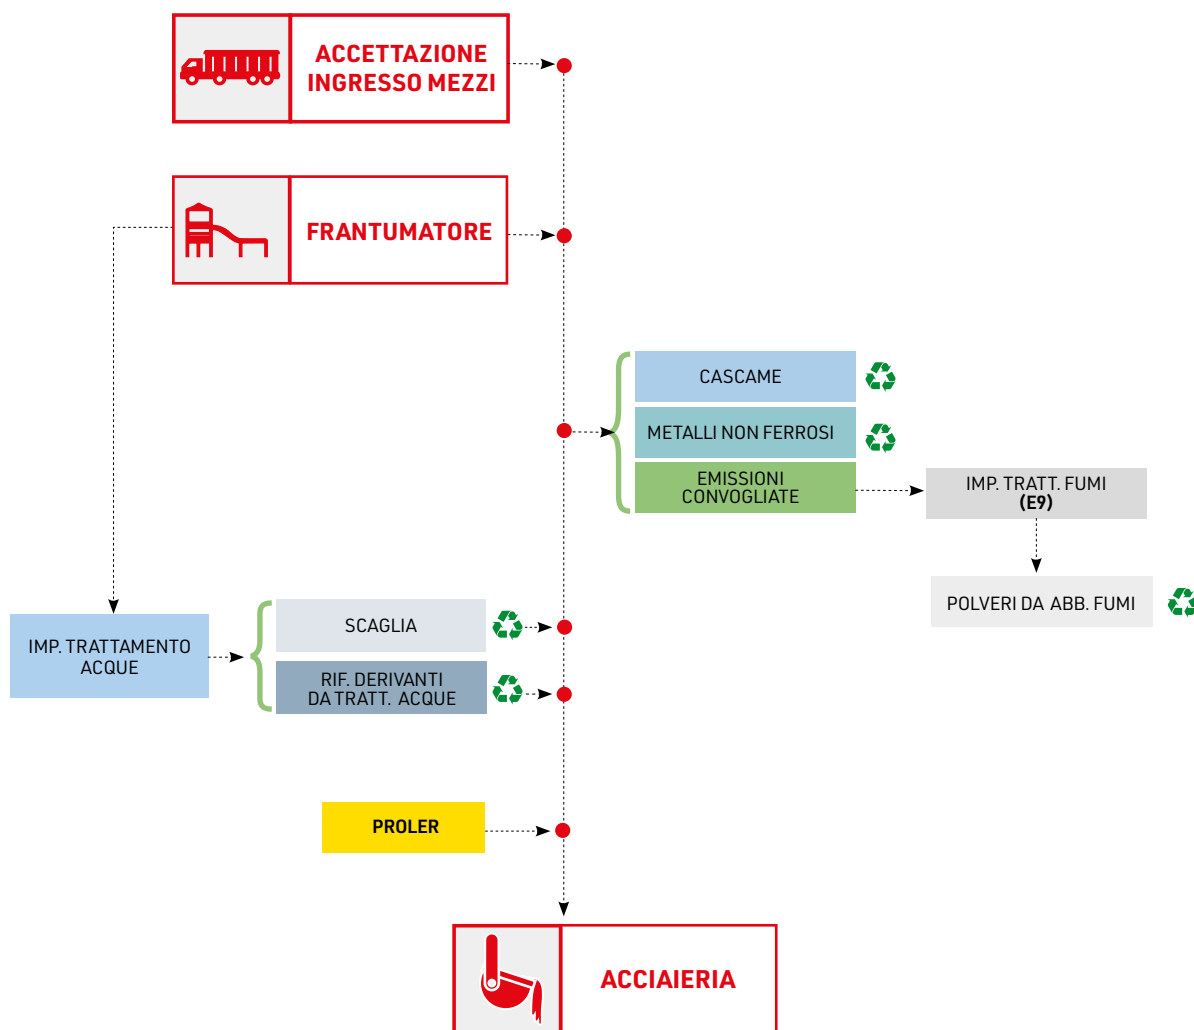 ACCETTAZIONE
INGRESSO MEZZI
FRANTUMATORE
CASCAME
METALLI NON FERROSI
EMISSIONI
CONVOGLIATE
IMP. TRATT. FUMI
(E9)
POLVERI DA ABB. FUMI
IMP. TRATTAMENTO
ACQUE
SCAGLIA
RIF. DERIVANTI
DA TRATT. ACQUE
PROLER
ACCIAIERIA